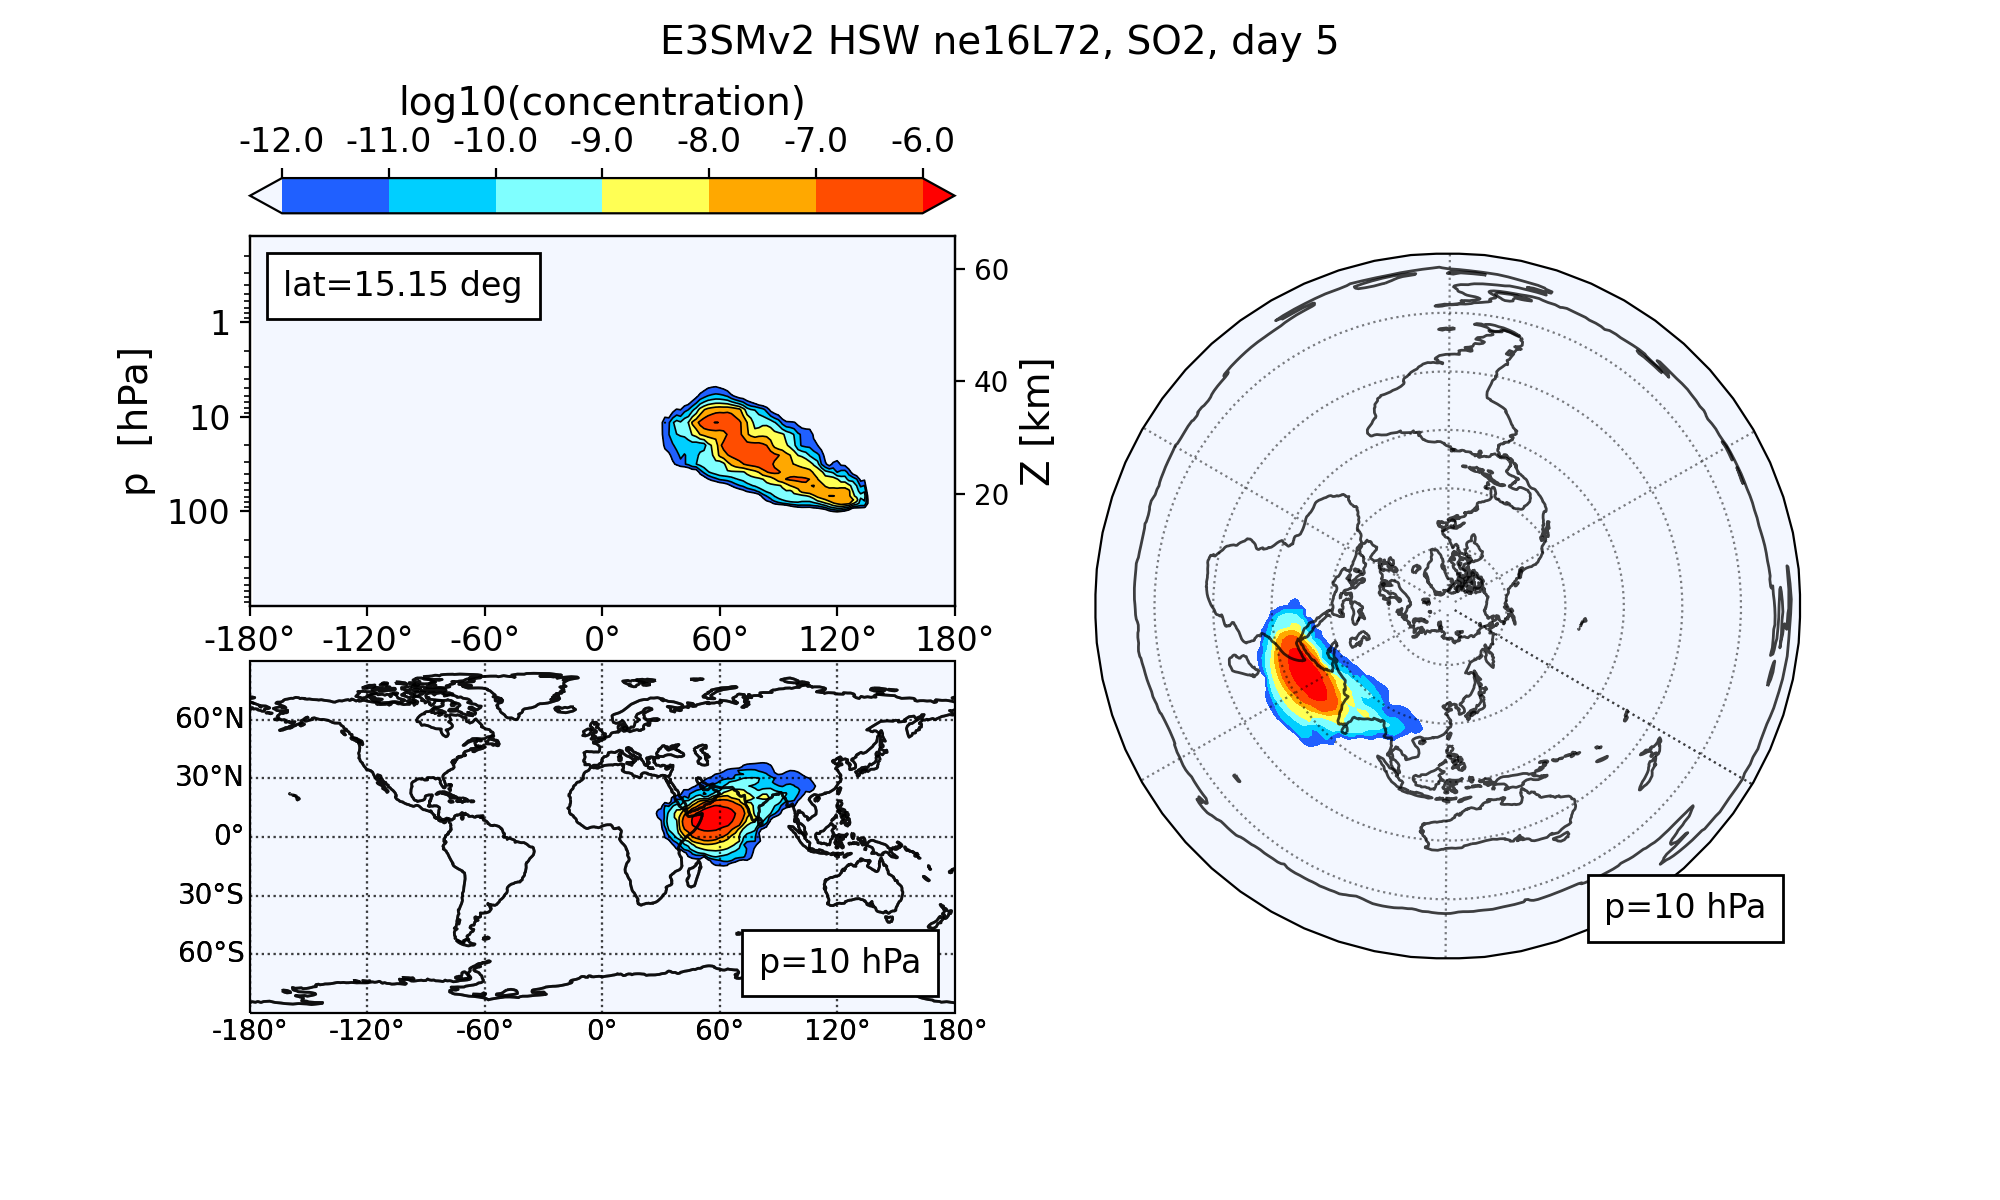 E3SMv2 HSW ne16L72, SO2, day 5
log10(concentration)
-12.0 -11.0 -10.0 -9.0 -8.0 -7.0 -6.0
lat=15.15 deg
p [hPa]
1
10
100
60
40
20
Z [km]
-180° -120° -60° 0° 60° 120° 180°
60°N
30°N
0°
30°S
60°S
p=10 hPa
-180° -120° -60° 0° 60° 120° 180°
p=10 hPa